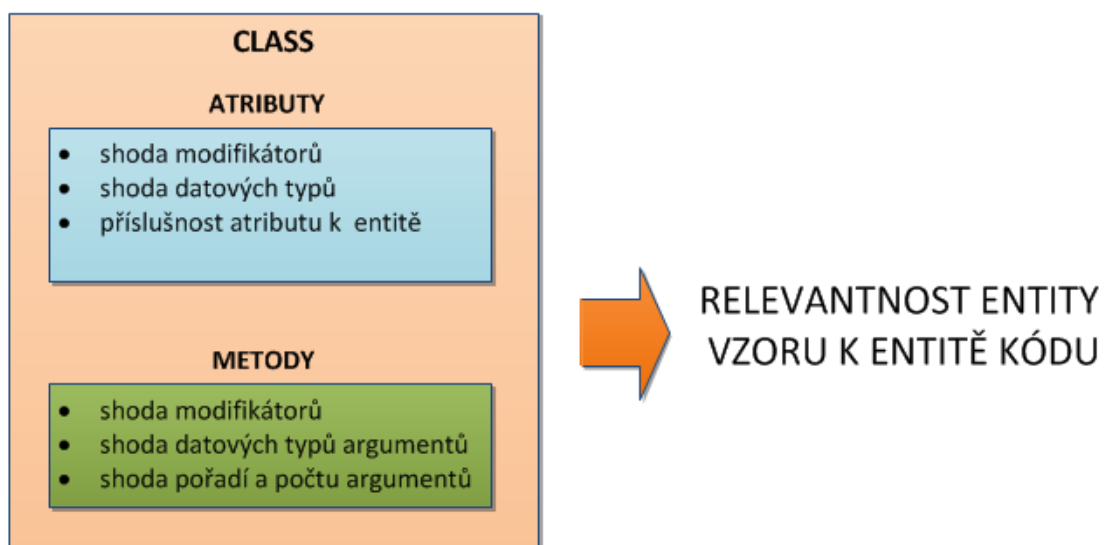 CLASS
ATRIBUTY
• shoda modifikátorů
• shoda datových typů
• příslušnost atributu k entitě
METODY
• shoda modifikátorů
• shoda datových typů argumentů
• shoda pořadí a počtu argumentů
RELEVANTNOST ENTITY
VZORU K ENTITĚ KÓDU